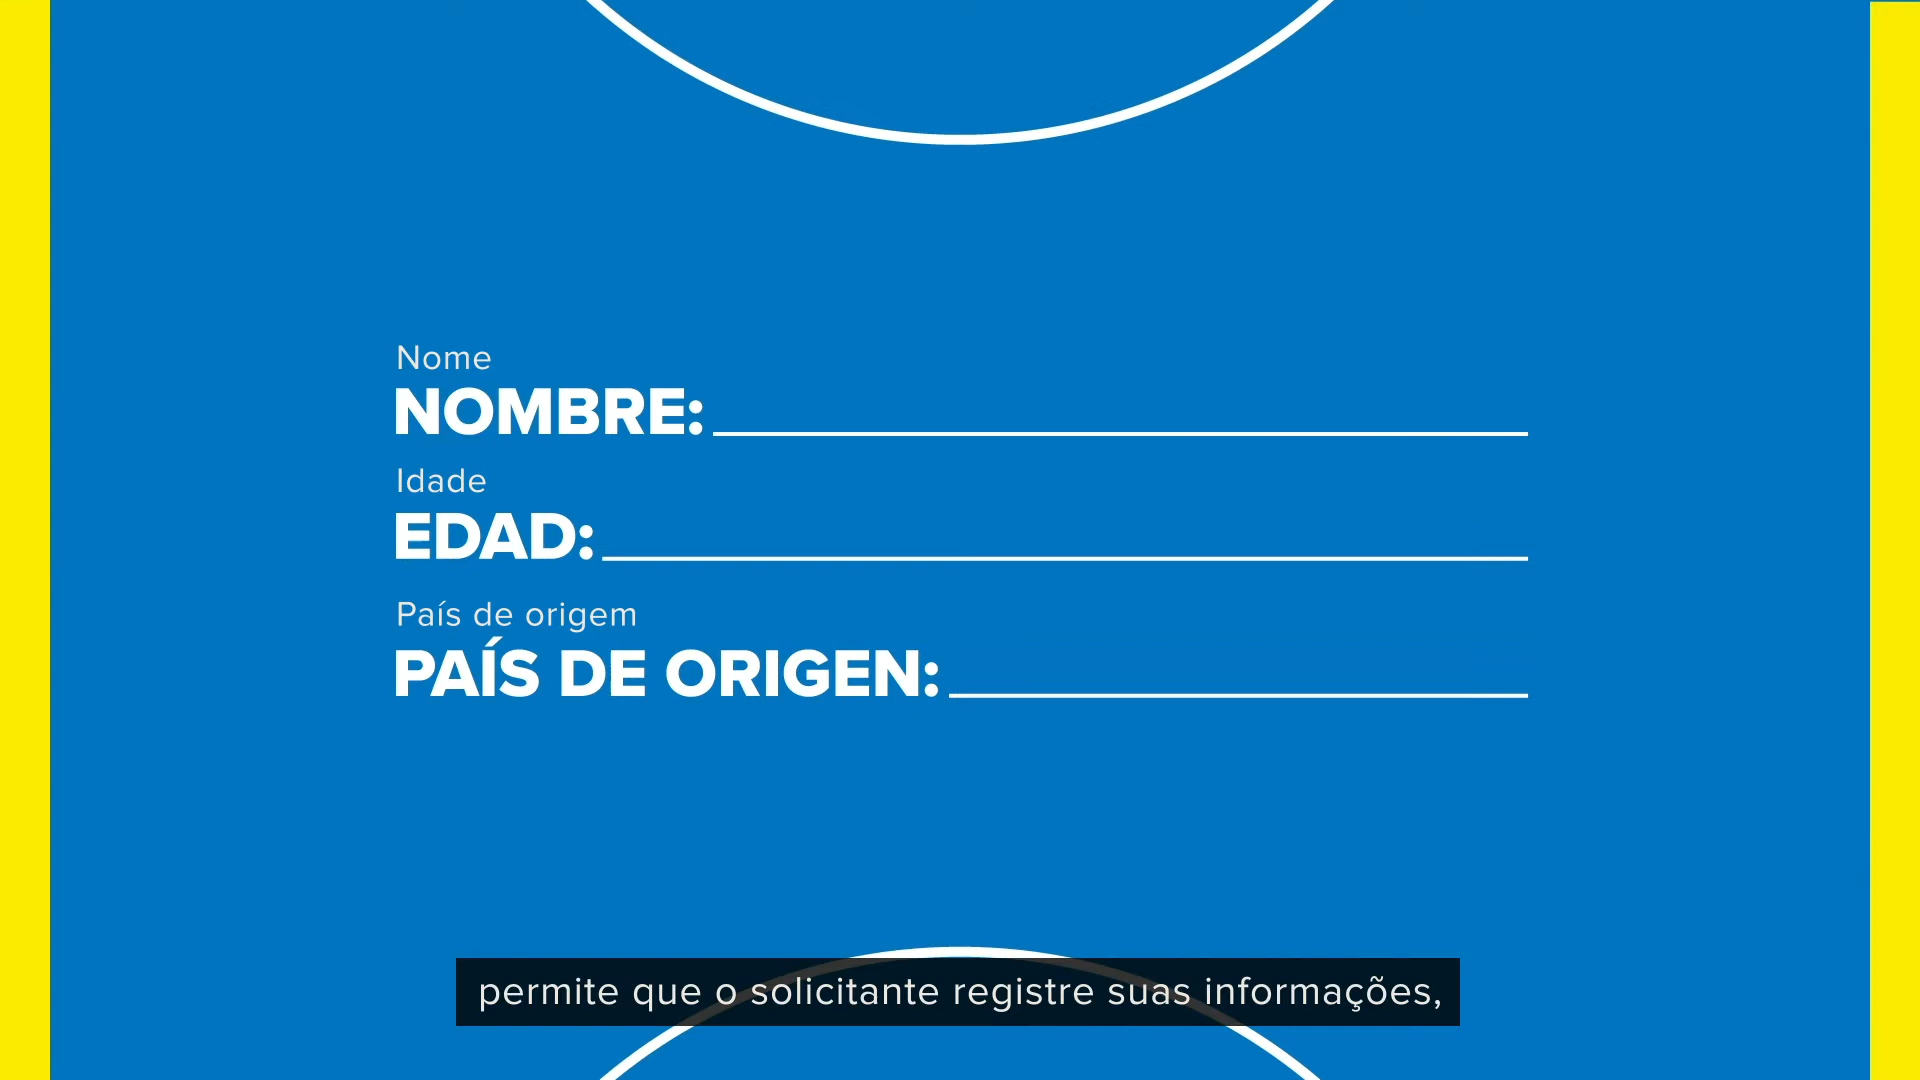 Nome
NOMBRE:
Idade
EDAD:
País de origem
PAÍS DE ORIGEN:
permite que o solicitante registre suas informações,